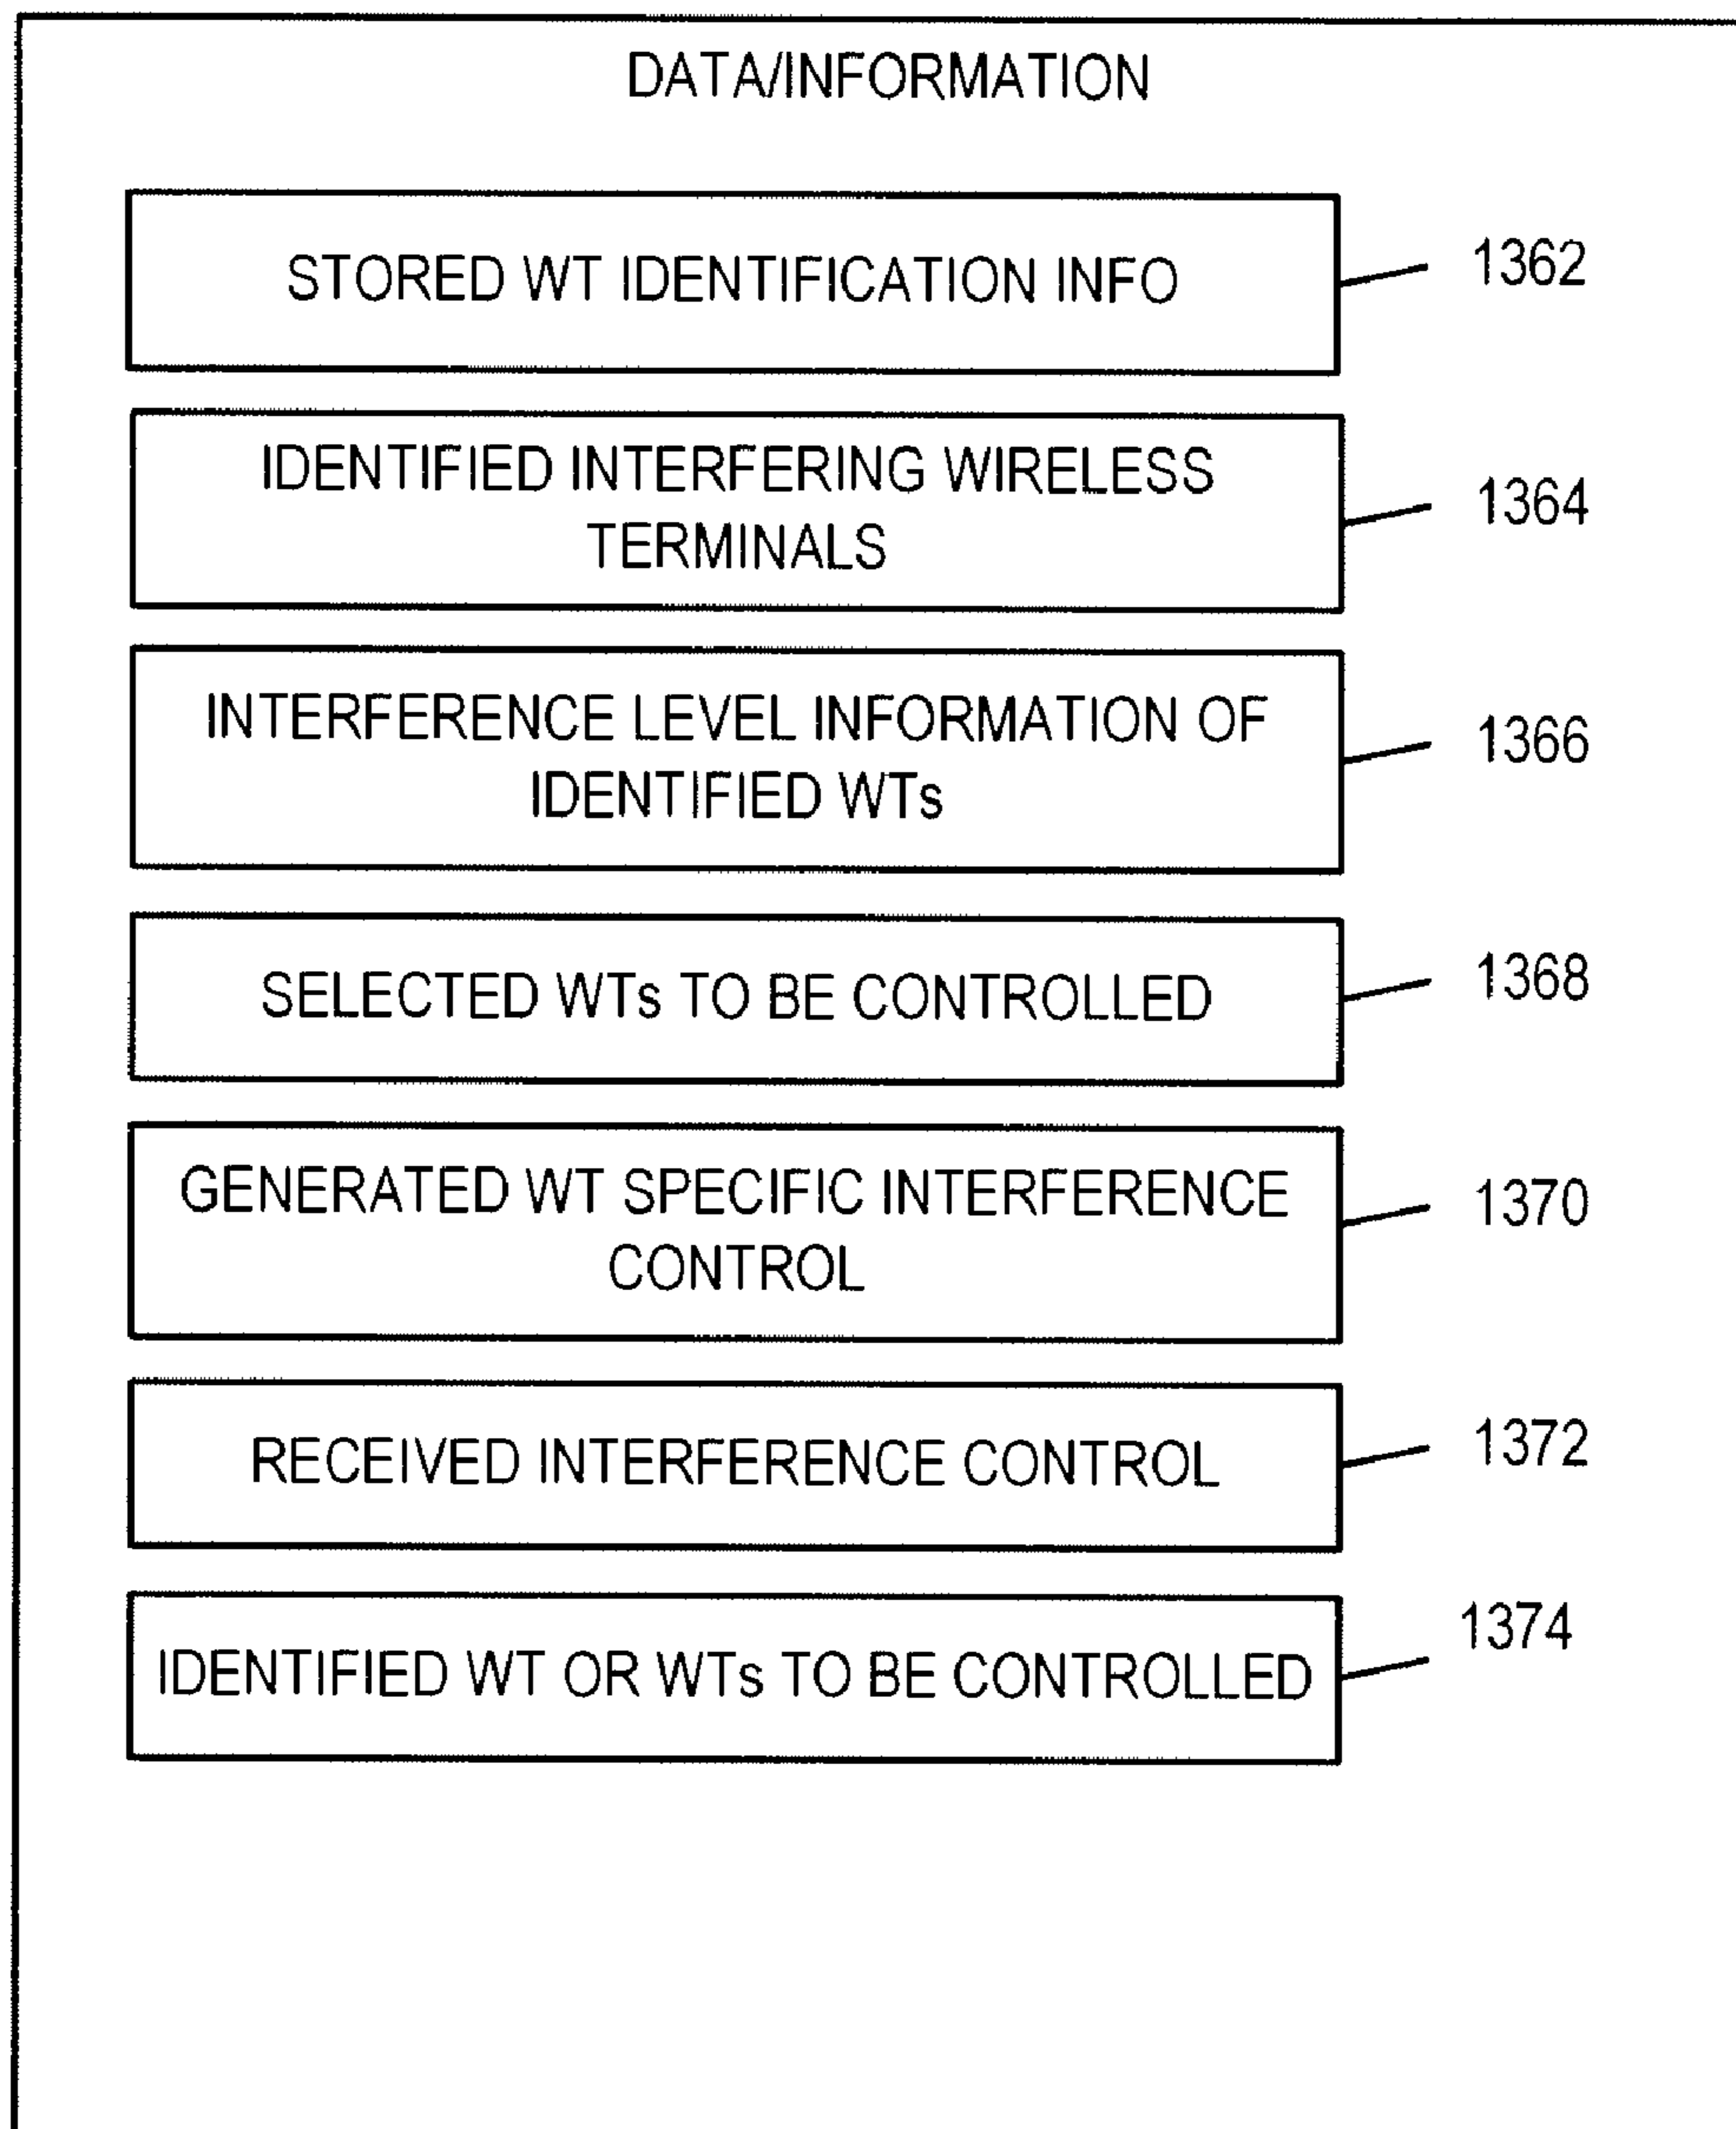 DATA/INFORMATION
STORED WT IDENTIFICATION INFO
1362
IDENTIFIED INTERFERING WIRELESS
TERMINALS
1364
INTERFERENCE LEVEL INFORMATION OF
IDENTIFIED WTs
1366
SELECTED WTs TO BE CONTROLLED
1368
GENERATED WT SPECIFIC INTERFERENCE
CONTROL
1370
RECEIVED INTERFERENCE CONTROL
1372
IDENTIFIED WT OR WTs TO BE CONTROLLED
1374